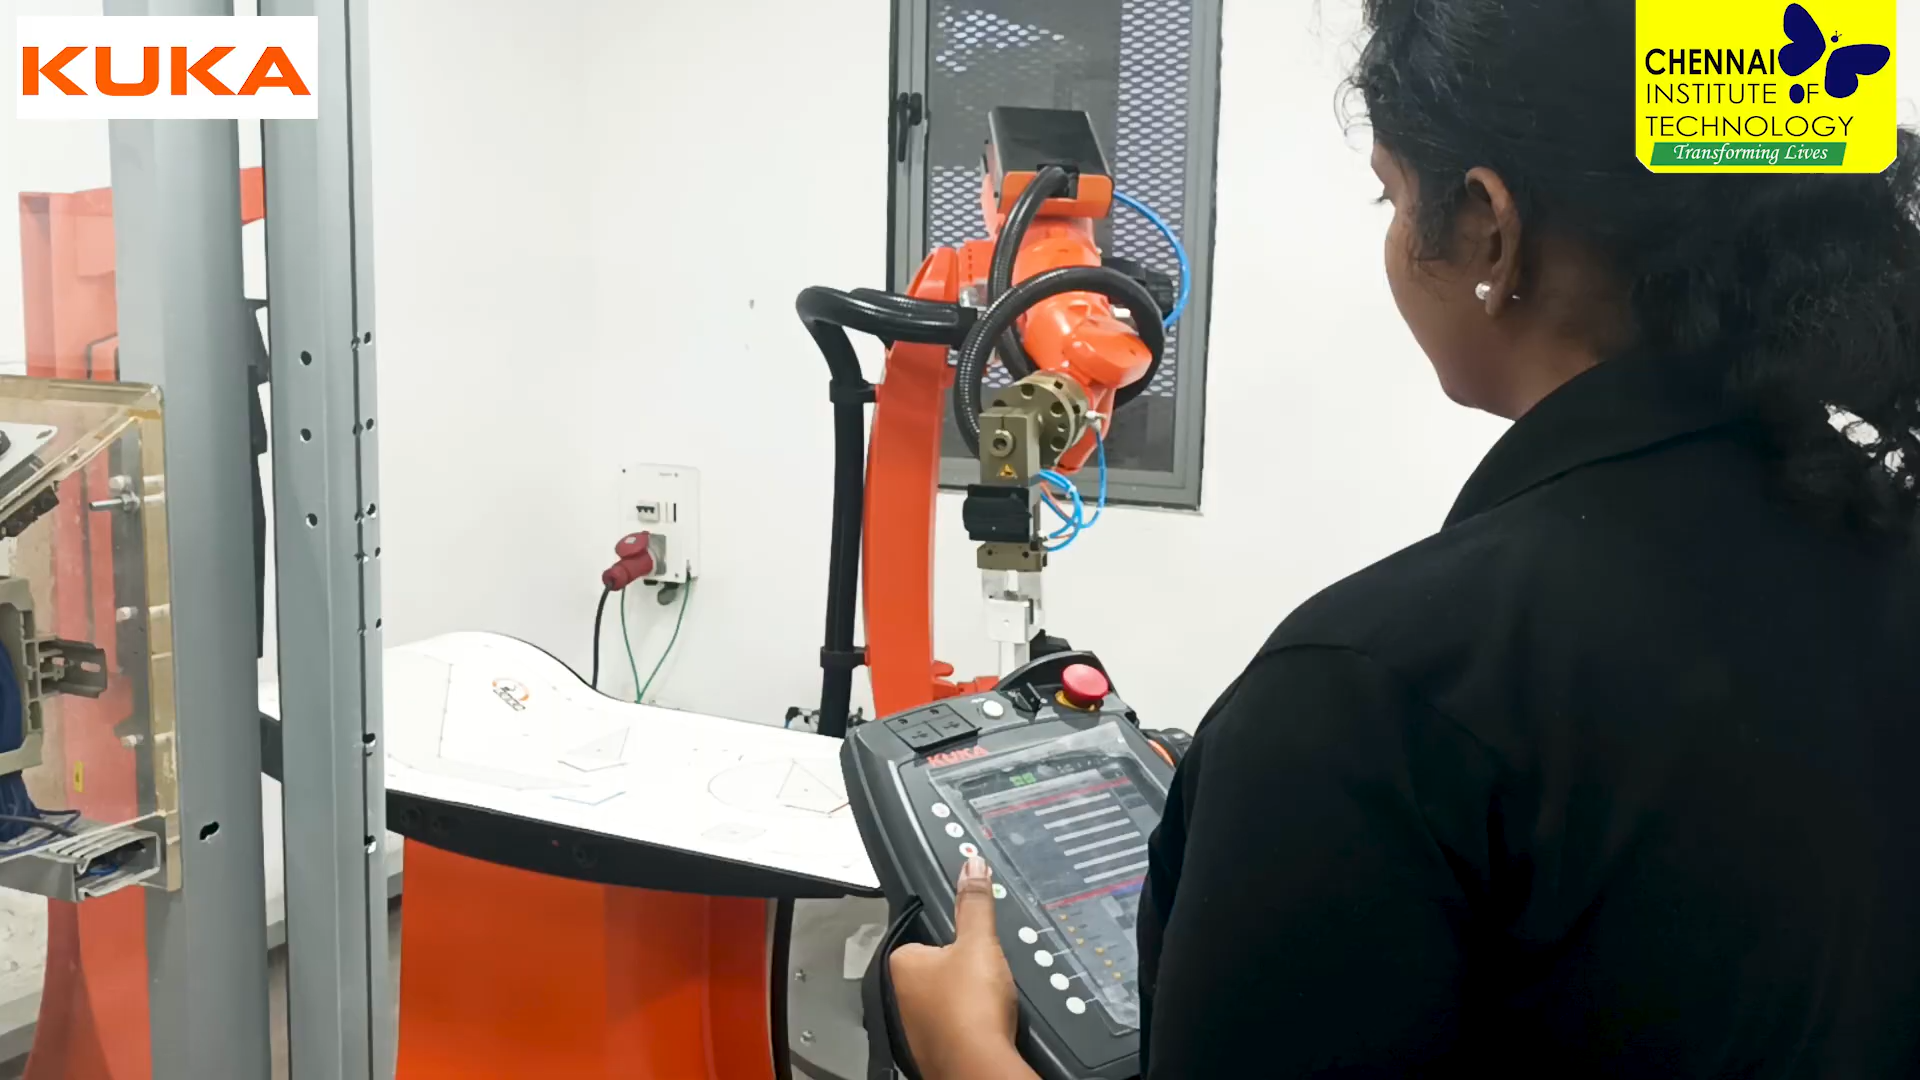 KUKA
CHENNAI
INSTITUTE OF
TECHNOLOGY
Transforming Lives
KUKA